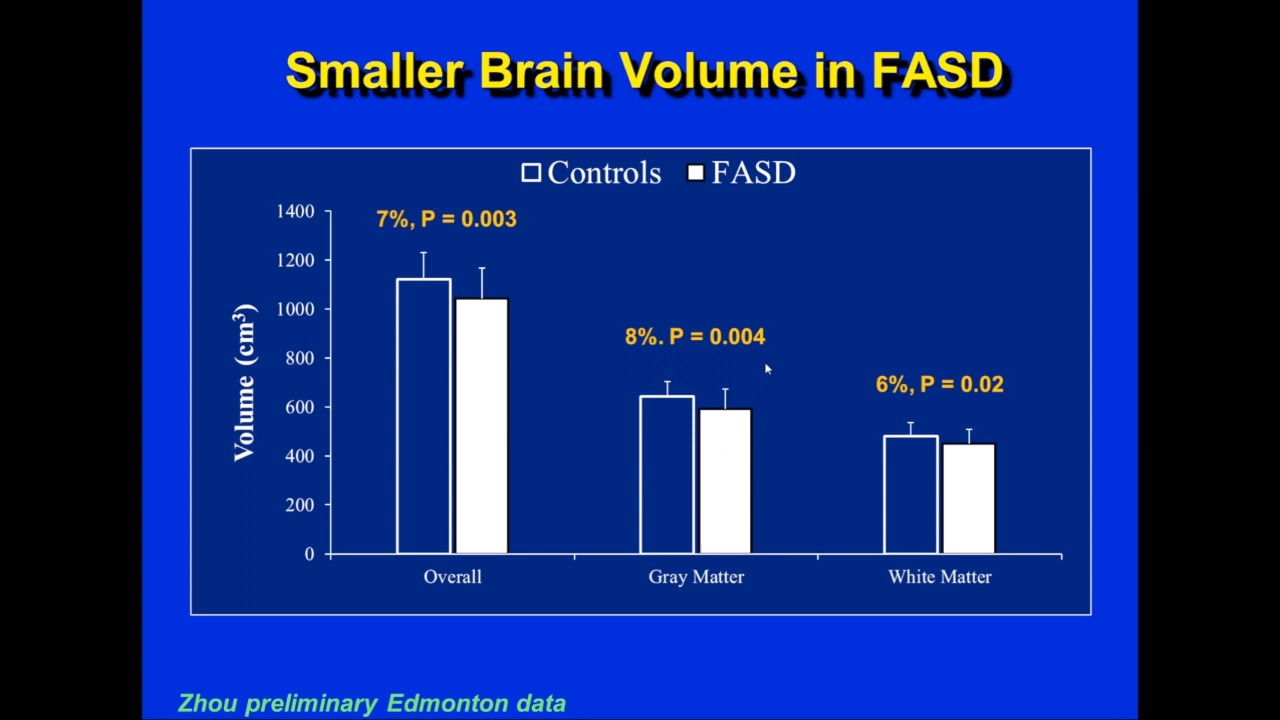 Smaller Brain Volume in FASD
Controls FASD
7%, P = 0.003
8%. P = 0.004
6%, P = 0.02
Volume (cm³)
1400
1200
1000
800
600
400
200
0
Overall Gray Matter White Matter
Zhou preliminary Edmonton data